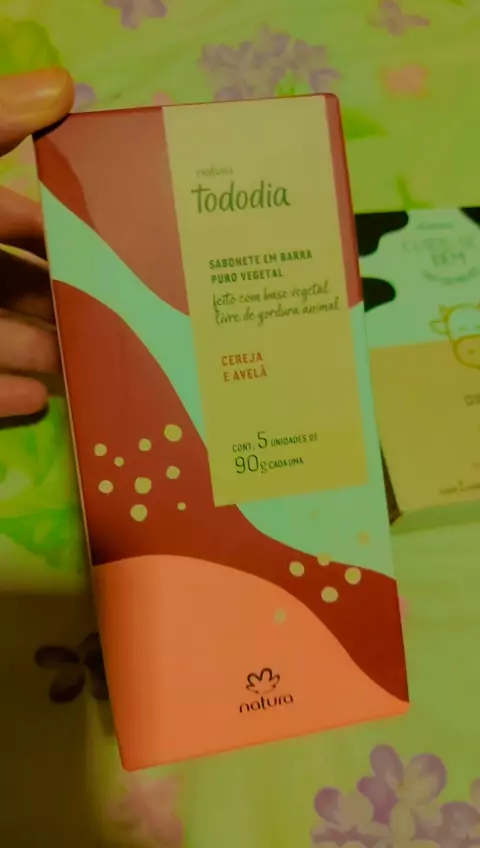 natura
Tododia
SABONETE EM BARRA
PURO VEGETAL
feito com base vegetal
livre de gordura animal
CEREJA
E AVELÃ
CONT. 5 UNIDADES DE
90g CADA UMA
natura
BEM